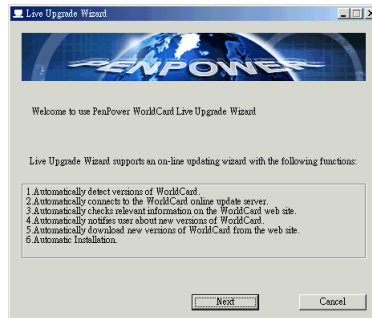 Live Upgrade Wizard
PENPOWER
Welcome to use PenPower WorldCard Live Upgrade Wizard
Live Upgrade Wizard supports an on-line updating wizard with the following functions:
1.Automatically detect versions of WorldCard.
2.Automatically connects to the WorldCard online update server.
3.Automatically checks relevant information on the WorldCard web site.
4.Automatically notifies user about new versions of WorldCard.
5.Automatically download new versions of WorldCard from the web site.
6.Automatic Installation.
Next
Cancel